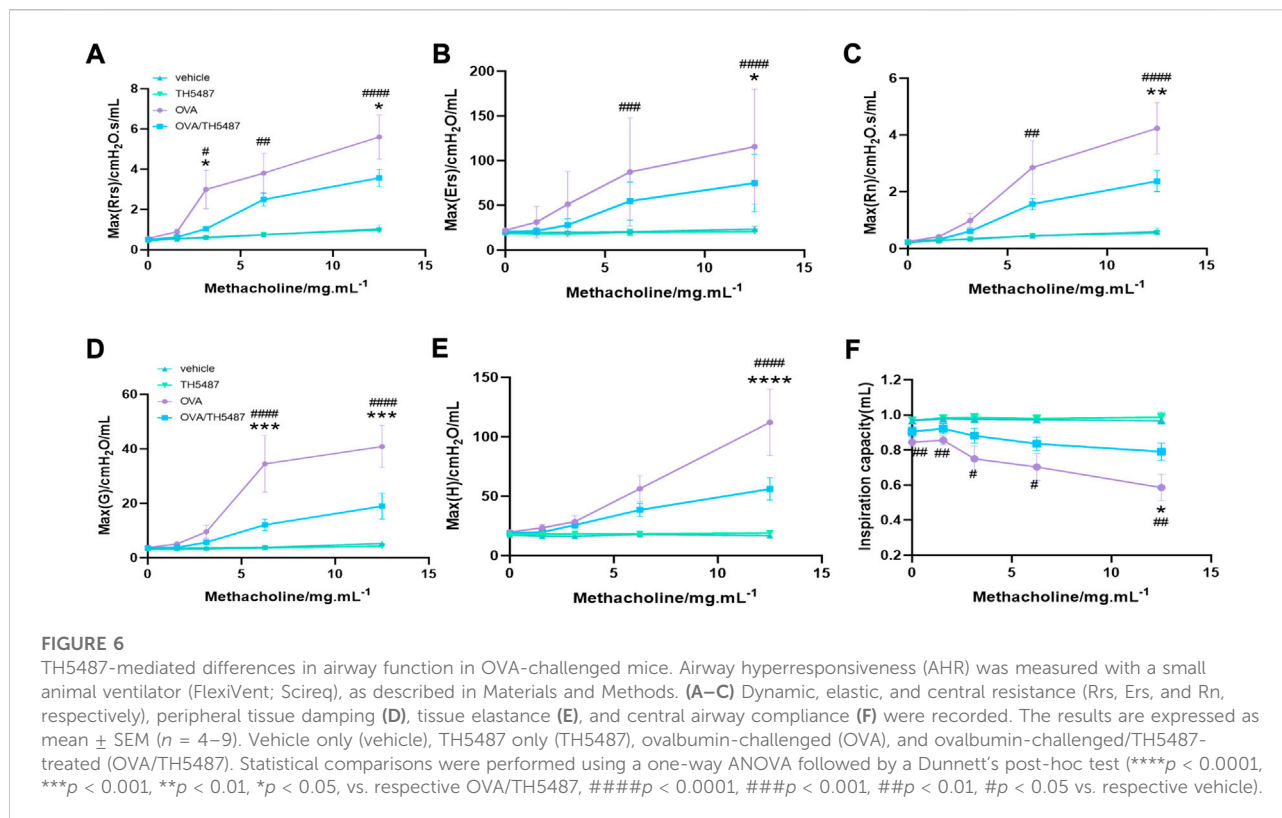 A
vehicle
TH5487
OVA
OVA/TH5487
Max(Rrs)/cmH₂O.s/mL
8
6
4
2
0
#
*
##
####
*
0 5 10 15
Methacholine/mg.mL⁻¹
B
Max(Ers)/cmH₂O/mL
200
150
100
50
0
###
####
*
0 5 10 15
Methacholine/mg.mL⁻¹
C
Max(Rn)/cmH₂O.s/mL
6
4
2
0
##
####
**
0 5 10 15
Methacholine/mg.mL⁻¹
D
vehicle
TH5487
OVA
OVA/TH5487
Max(G)/cmH₂O/mL
60
40
20
0
####
***
####
***
0 5 10 15
Methacholine/mg.mL⁻¹
E
Max(H)/cmH₂O/mL
150
100
50
0
####
****
0 5 10 15
Methacholine/mg.mL⁻¹
F
Inspiration capacity(mL)
1.2
1.0
0.8
0.6
0.4
0.2
##
##
#
#
*
##
0 5 10 15
Methacholine/mg.mL⁻¹
FIGURE 6
TH5487-mediated differences in airway function in OVA-challenged mice. Airway hyperresponsiveness (AHR) was measured with a small
animal ventilator (FlexiVent; Scireq), as described in Materials and Methods. (A–C) Dynamic, elastic, and central resistance (Rrs, Ers, and Rn,
respectively), peripheral tissue damping (D), tissue elastance (E), and central airway compliance (F) were recorded. The results are expressed as
mean ± SEM (n = 4–9). Vehicle only (vehicle), TH5487 only (TH5487), ovalbumin-challenged (OVA), and ovalbumin-challenged/TH5487-
treated (OVA/TH5487). Statistical comparisons were performed using a one-way ANOVA followed by a Dunnett's post-hoc test (****p < 0.0001,
***p < 0.001, **p < 0.01, *p < 0.05, vs. respective OVA/TH5487, ####p < 0.0001, ###p < 0.001, ##p < 0.01, #p < 0.05 vs. respective vehicle).